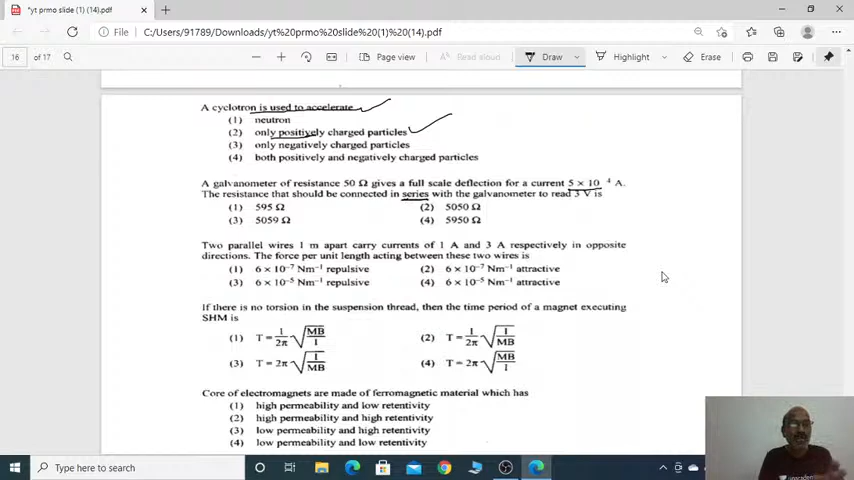 *yt prmo slide (1) (14).pdf
File C:/Users/91789/Downloads/yt%20prmo%20slide%20(1)%20(14).pdf
16 of 17 Page view Read aloud Draw Highlight Erase
A cyclotron is used to accelerate
(1) neutron
(2) only positively charged particles
(3) only negatively charged particles
(4) both positively and negatively charged particles
A galvanometer of resistance 50 Ω gives a full scale deflection for a current 5 × 10 ⁻⁴ A.
The resistance that should be connected in series with the galvanometer to read 3 V is
(1) 595 Ω (2) 5050 Ω
(3) 5059 Ω (4) 5950 Ω
Two parallel wires 1 m apart carry currents of 1 A and 3 A respectively in opposite
directions. The force per unit length acting between these two wires is
(1) 6 × 10⁻⁷ Nm⁻¹ repulsive (2) 6 × 10⁻⁷ Nm⁻¹ attractive
(3) 6 × 10⁻⁵ Nm⁻¹ repulsive (4) 6 × 10⁻⁵ Nm⁻¹ attractive
If there is no torsion in the suspension thread, then the time period of a magnet executing
SHM is
(1) T = 1/2π √(MB/I) (2) T = 1/2π √(I/MB)
(3) T = 2π √(I/MB) (4) T = 2π √(MB/I)
Core of electromagnets are made of ferromagnetic material which has
(1) high permeability and low retentivity
(2) high permeability and high retentivity
(3) low permeability and high retentivity
(4) low permeability and low retentivity
Type here to search